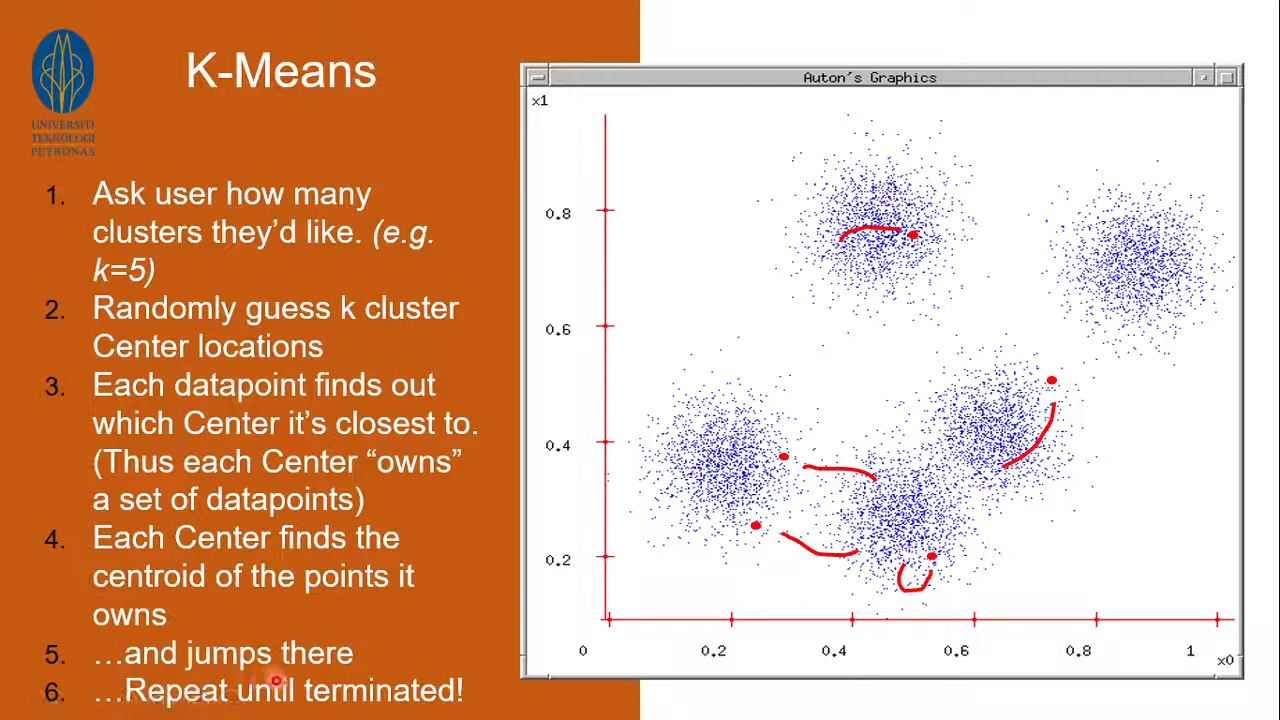 K-Means
UNIVERSITI
TEKNOLOGI
PETRONAS
1. Ask user how many
clusters they’d like. (e.g.
k=5)
2. Randomly guess k cluster
Center locations
3. Each datapoint finds out
which Center it’s closest to.
(Thus each Center “owns”
a set of datapoints)
4. Each Center finds the
centroid of the points it
owns
5. …and jumps there
6. …Repeat until terminated!
Auton's Graphics
x1
0.8
0.6
0.4
0.2
0 0.2 0.4 0.6 0.8 1
x0